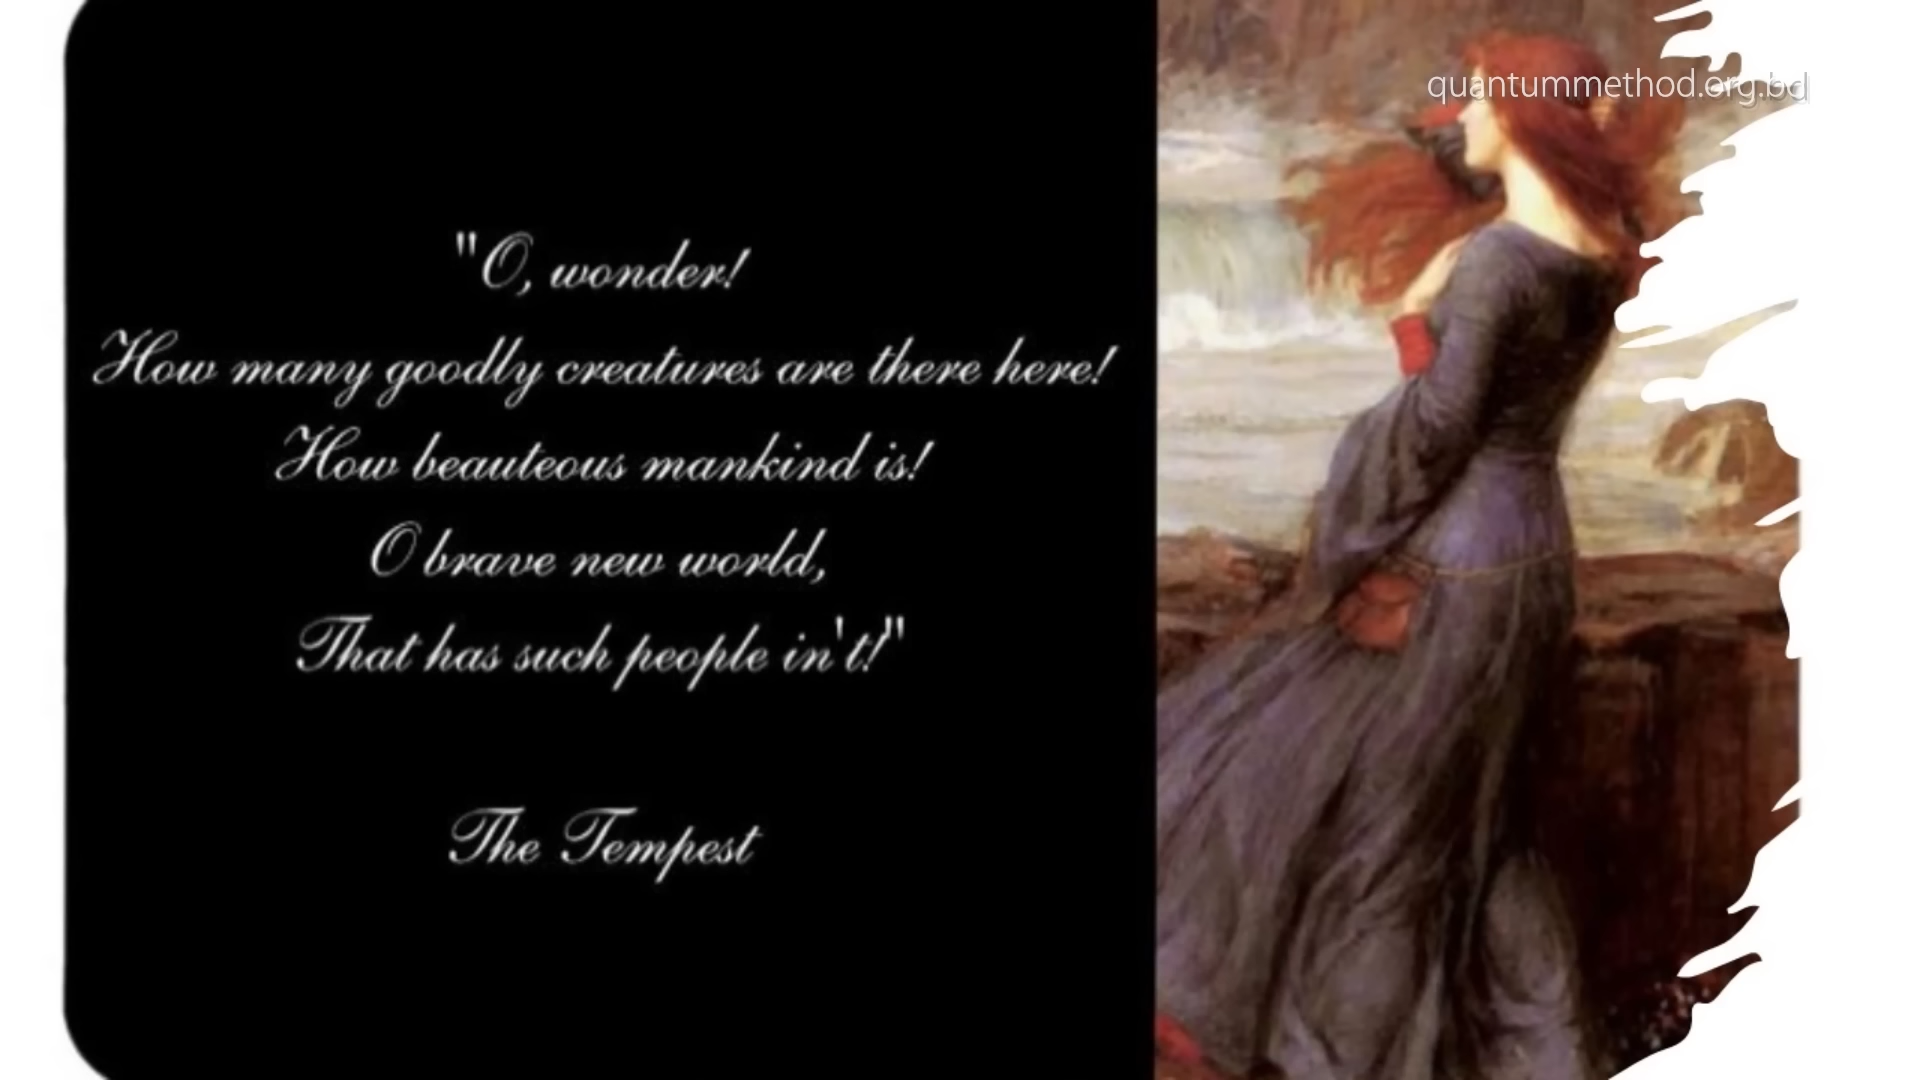 quantummethod.org.bd
"O, wonder!
How many goodly creatures are there here!
How beauteous mankind is!
O brave new world,
That has such people in't!"
The Tempest